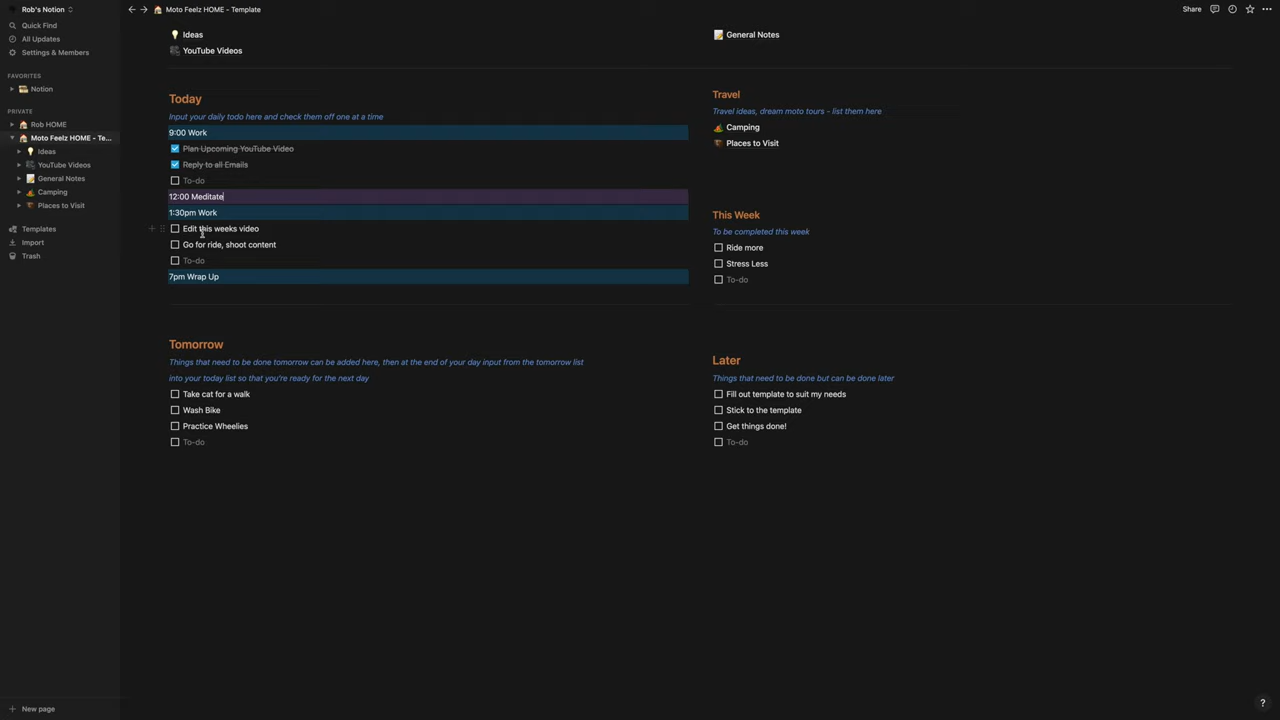 Rob's Notion
Quick Find
All Updates
Settings & Members
FAVORITES
Notion
PRIVATE
Rob HOME
Moto Feelz HOME - Te...
Ideas
YouTube Videos
General Notes
Camping
Places to Visit
Templates
Import
Trash
New page
Moto Feelz HOME - Template
Share
Ideas
YouTube Videos
General Notes
Today
Input your daily todo here and check them off one at a time
9:00 Work
Plan Upcoming YouTube Video
Reply to all Emails
To-do
12:00 Meditate
1:30pm Work
Edit this weeks video
Go for ride, shoot content
To-do
7pm Wrap Up
Travel
Travel ideas, dream moto tours - list them here
Camping
Places to Visit
This Week
To be completed this week
Ride more
Stress Less
To-do
Tomorrow
Things that need to be done tomorrow can be added here, then at the end of your day input from the tomorrow list
into your today list so that you're ready for the next day
Take cat for a walk
Wash Bike
Practice Wheelies
To-do
Later
Things that need to be done but can be done later
Fill out template to suit my needs
Stick to the template
Get things done!
To-do
?